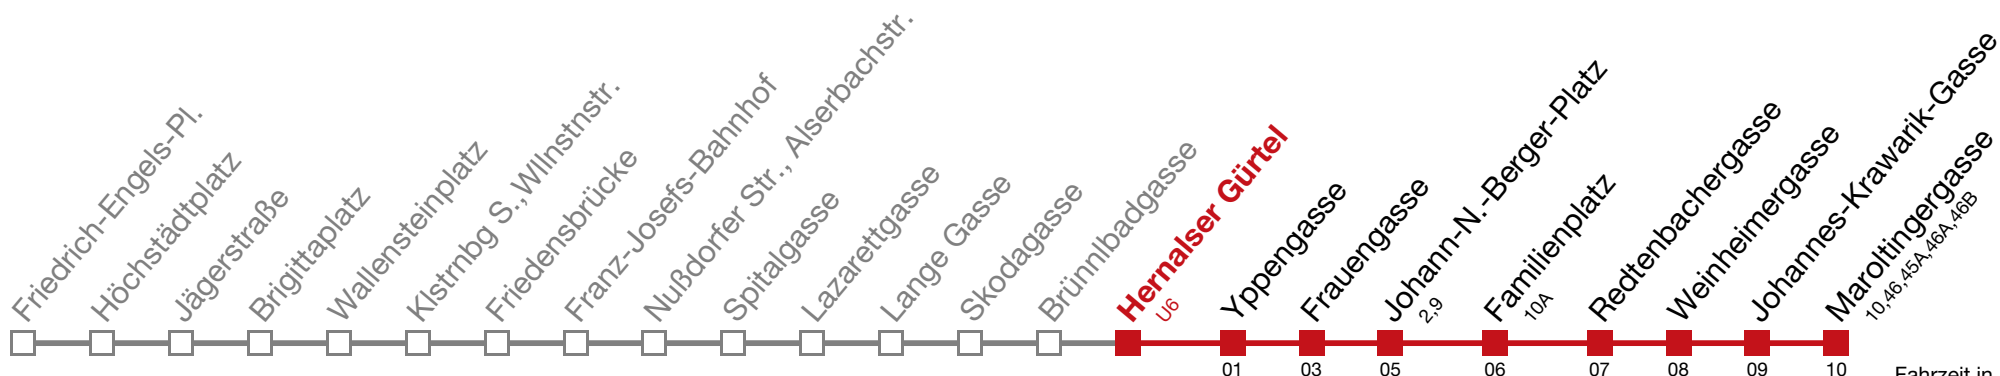 Friedrich-Engels-Pl.
Höchstädtplatz
Jägerstraße
Brigittaplatz
Wallensteinplatz
Klstrnbg S.,Wllnstnstr.
Friedensbrücke
Franz-Josefs-Bahnhof
Nußdorfer Str., Alserbachstr.
Spitalgasse
Lazarettgasse
Lange Gasse
Skodagasse
Brünnlbadgasse
Hernalser Gürtel
U6
Yppengasse
Frauengasse
Johann-N.-Berger-Platz
2,9
Familienplatz
10A
Redtenbachergasse
Weinheimergasse
Johannes-Krawarik-Gasse
Maroltingergasse
10,46,45A,46A,46B
01 03 05 06 07 08 09 10
Fahrzeit in